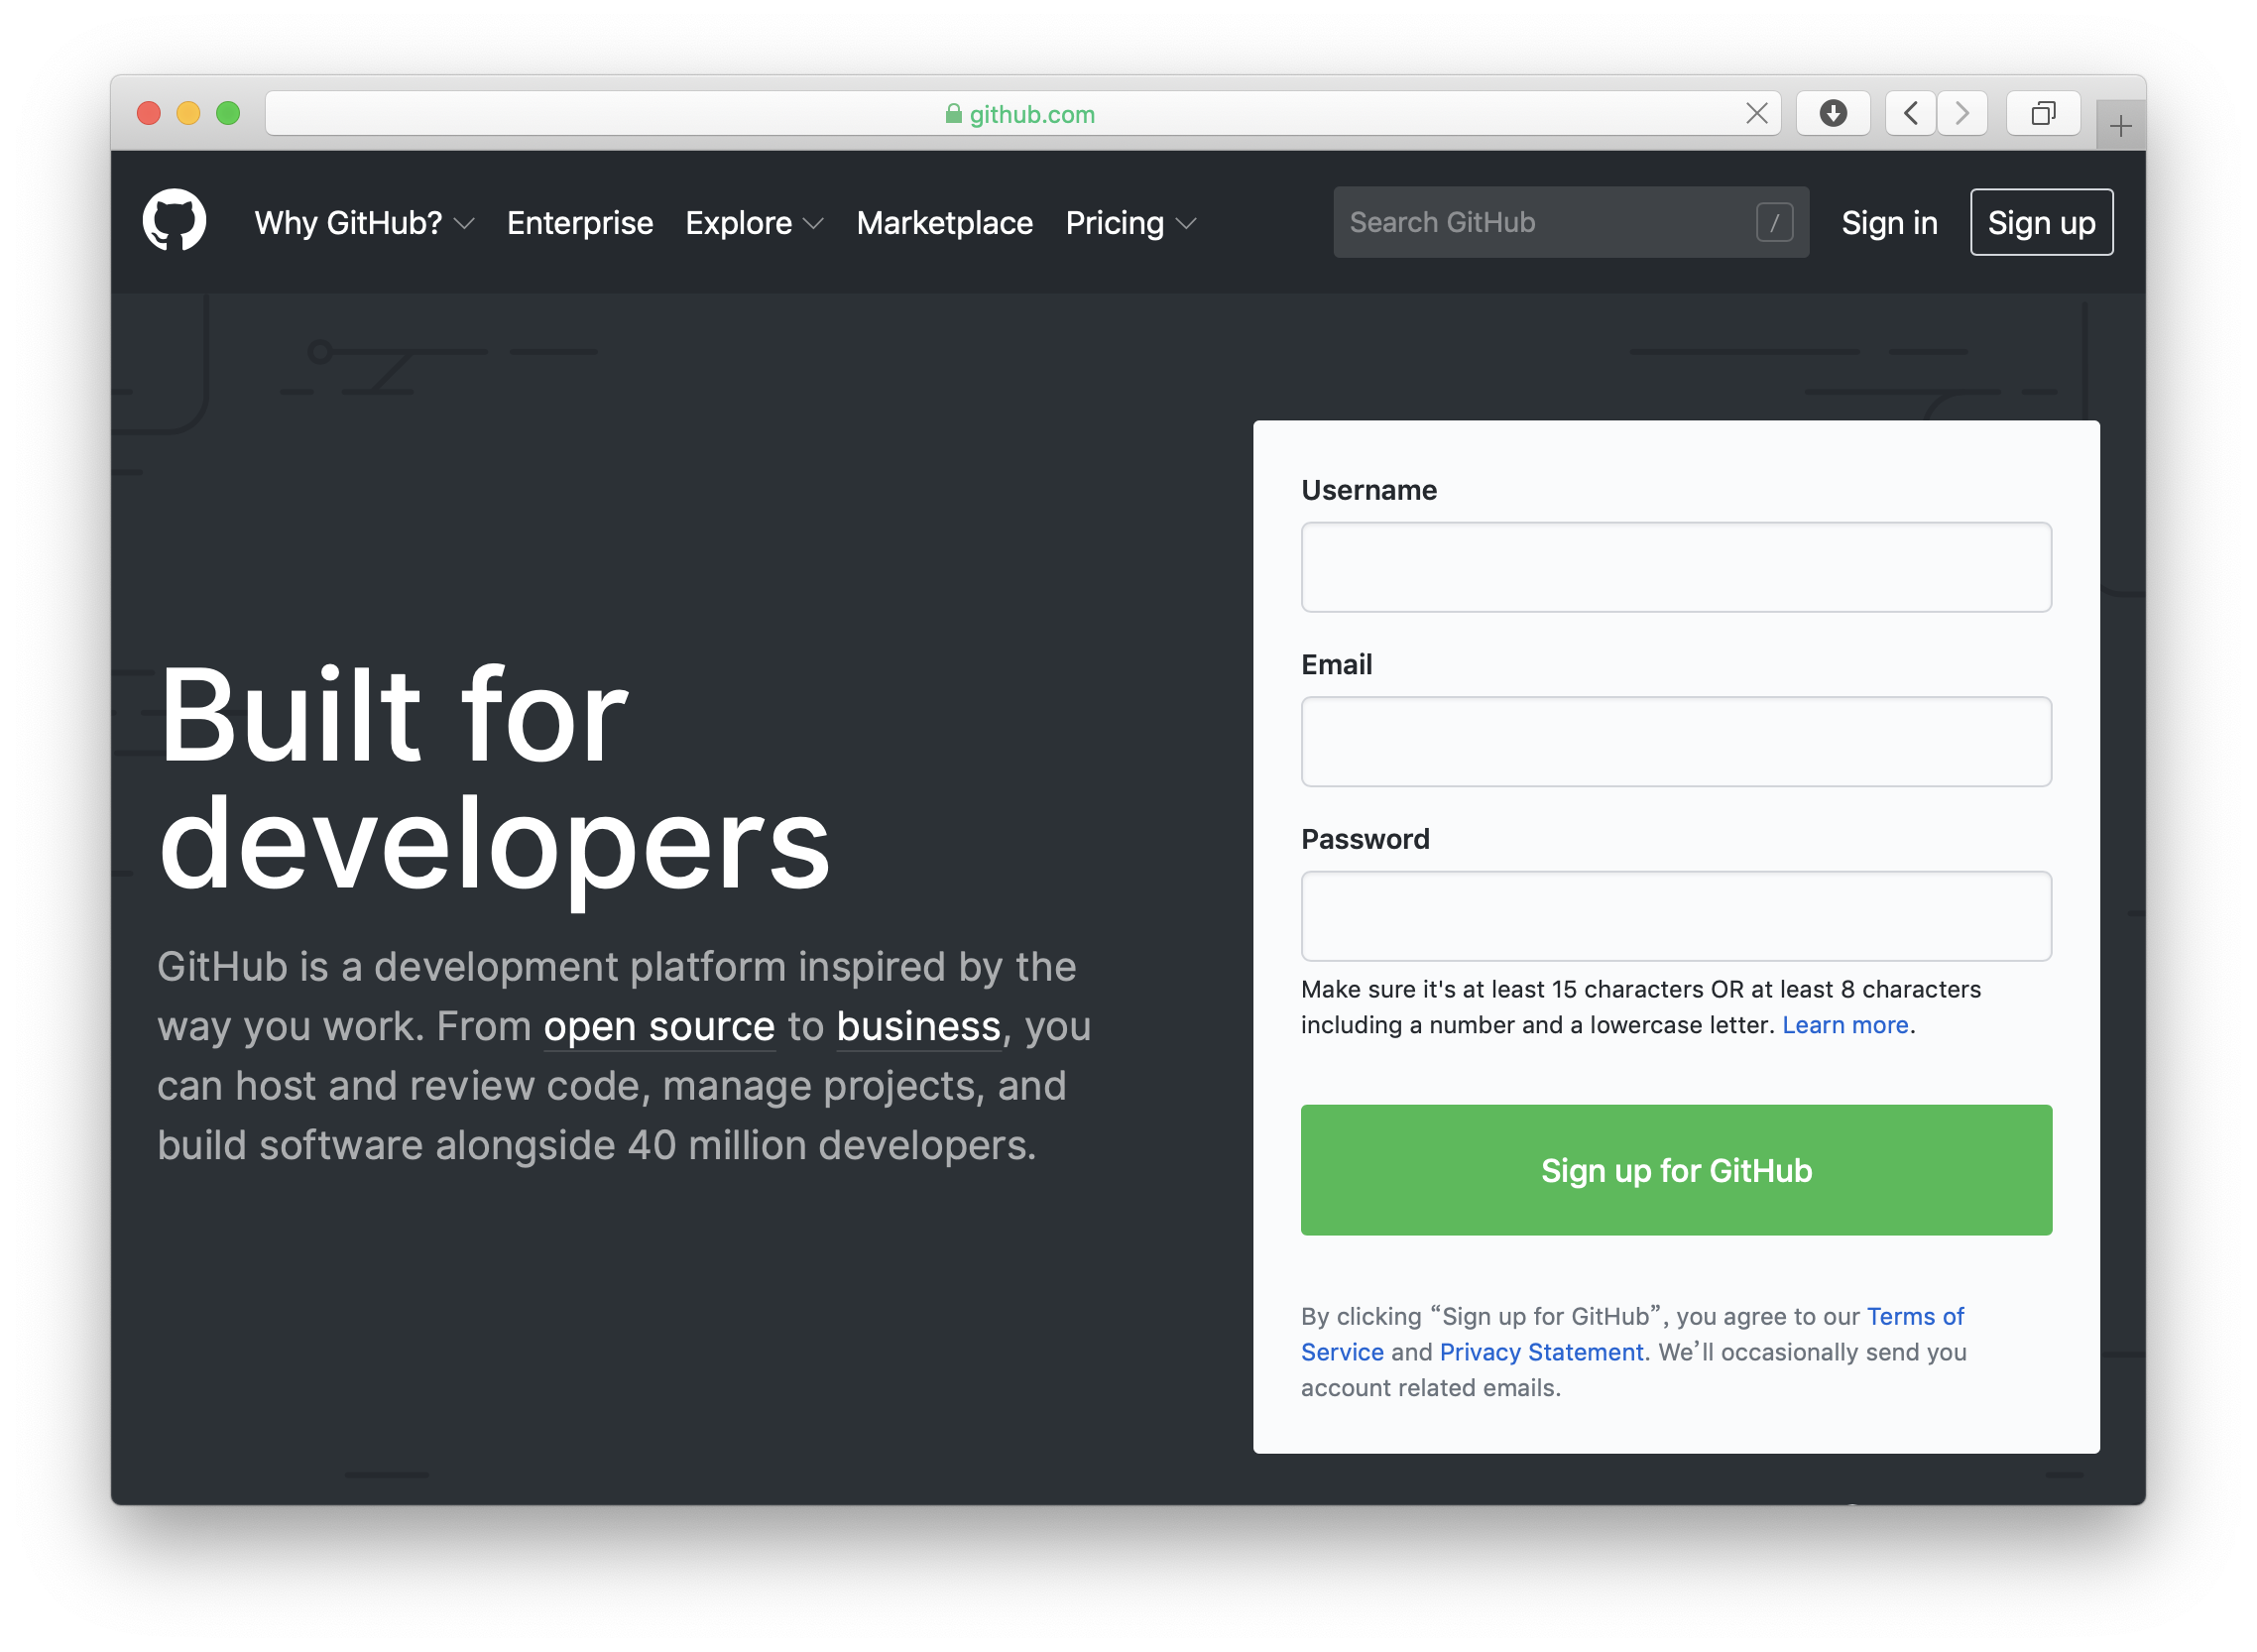 github.com
Why GitHub? Enterprise Explore Marketplace Pricing Search GitHub / Sign in Sign up
Built for
developers
GitHub is a development platform inspired by the
way you work. From open source to business, you
can host and review code, manage projects, and
build software alongside 40 million developers.
Username
Email
Password
Make sure it's at least 15 characters OR at least 8 characters
including a number and a lowercase letter. Learn more.
Sign up for GitHub
By clicking “Sign up for GitHub”, you agree to our Terms of
Service and Privacy Statement. We’ll occasionally send you
account related emails.